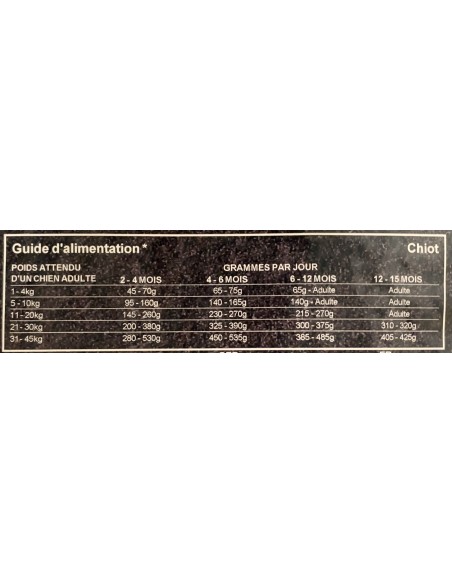 Guide d'alimentation * Chiot
POIDS ATTENDU GRAMMES PAR JOUR
D'UN CHIEN ADULTE 2 - 4 MOIS 4 - 6 MOIS 6 - 12 MOIS 12 - 15 MOIS
1 - 4kg 45 - 70g 65 - 75g 65g - Adulte Adulte
5 - 10kg 95 - 160g 140 - 165g 140g - Adulte Adulte
11 - 20kg 145 - 260g 230 - 270g 215 - 270g Adulte
21 - 30kg 200 - 380g 325 - 390g 300 - 375g 310 - 320g
31 - 45kg 280 - 530g 450 - 535g 385 - 485g 405 - 425g